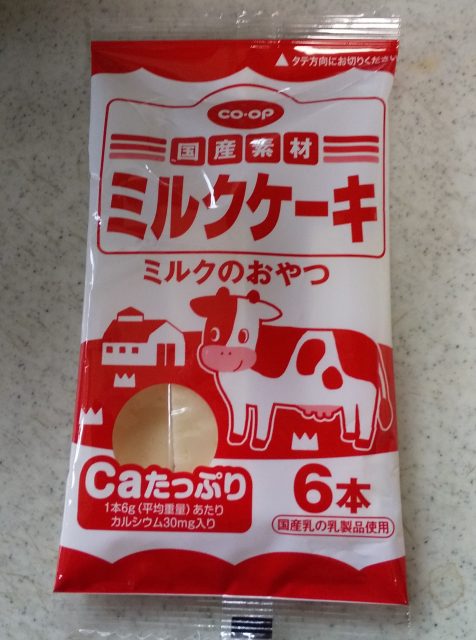 ▲タテ方向にお切りください
CO·OP
国産素材
ミルクケーキ
ミルクのおやつ
Caたっぷり
1本6g(平均重量)あたり
カルシウム30mg入り
6本
国産乳の乳製品使用